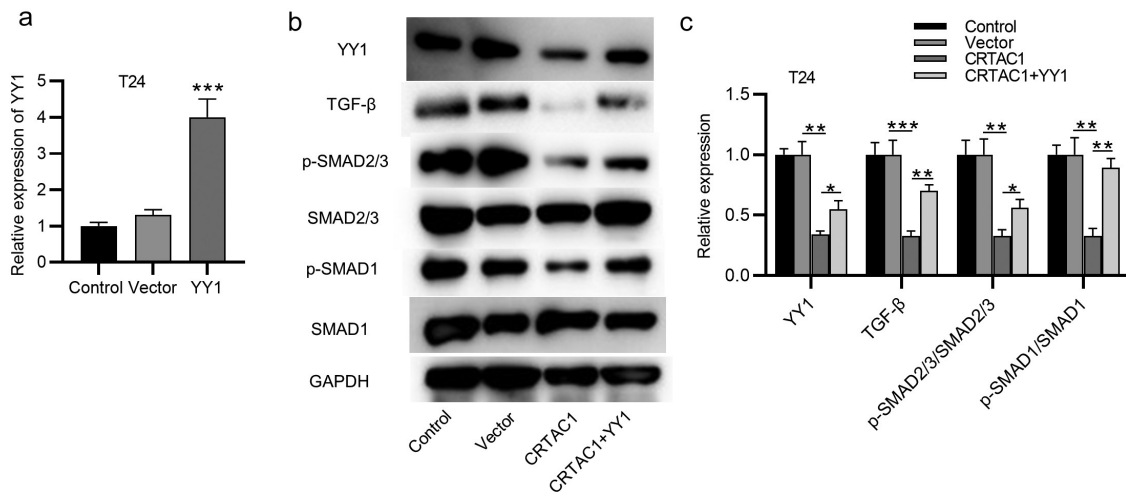 a
T24
Relative expression of YY1
5
4
3
2
1
0
***
Control Vector YY1
b
YY1
TGF-β
p-SMAD2/3
SMAD2/3
p-SMAD1
SMAD1
GAPDH
Control
Vector
CRTAC1
CRTAC1+YY1
c
Control
Vector
CRTAC1
CRTAC1+YY1
T24
Relative expression
1.5
1.0
0.5
0.0
** *** ** **
* ** * **
YY1
TGF-β
p-SMAD2/3/SMAD2/3
p-SMAD1/SMAD1